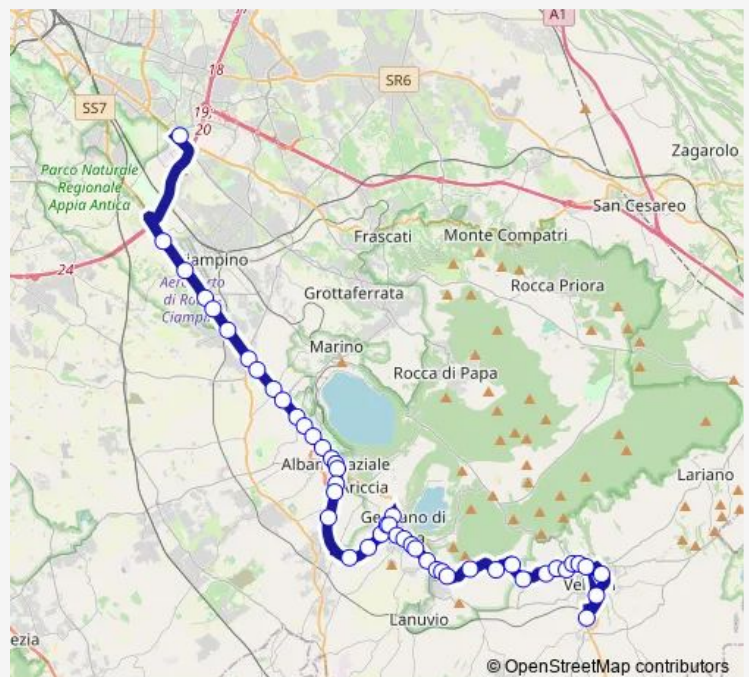 A1
18
SR6
SS7
19;
20
Zagarolo
Parco Naturale
Regionale
Appia Antica
San Cesareo
Frascati
Monte Compatri
24
iampino
Rocca Priora
Grottaferrata
Marino
Rocca di Papa
Lariano
Lanuvio
ezia
© OpenStreetMap contributors